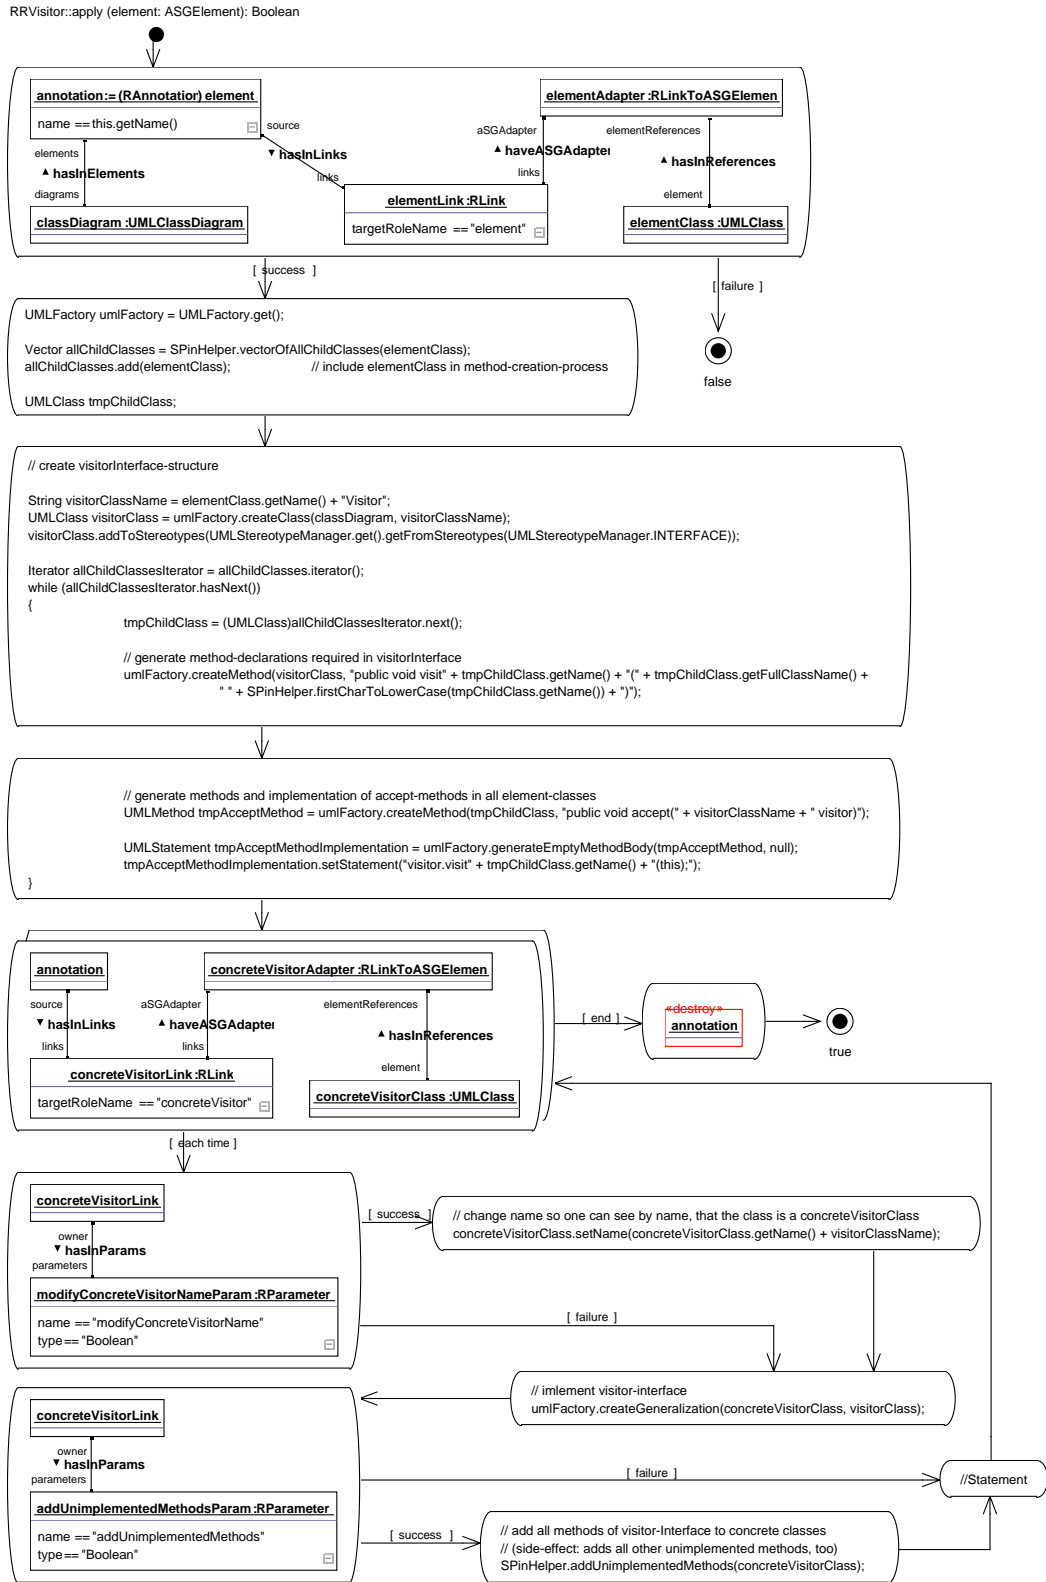 RRVisitor::apply (element: ASGElement): Boolean
annotation:= (RAnnotation) element
name == this.getName()
elementAdapter :RLinkToASGElemen
source
aSGAdapter
elementReferences
elements
▼ hasInLinks
▲ haveASGAdapter
▲ hasInElements
▲ hasInReferences
links
links
diagrams
element
elementLink :RLink
targetRoleName == "element"
classDiagram :UMLClassDiagram
elementClass :UMLClass
[ success ]
[ failure ]
false
UMLFactory umlFactory = UMLFactory.get();
Vector allChildClasses = SPinHelper.vectorOfAllChildClasses(elementClass);
allChildClasses.add(elementClass); // include elementClass in method-creation-process
UMLClass tmpChildClass;
// create visitorInterface-structure
String visitorClassName = elementClass.getName() + "Visitor";
UMLClass visitorClass = umlFactory.createClass(classDiagram, visitorClassName);
visitorClass.addToStereotypes(UMLStereotypeManager.get().getFromStereotypes(UMLStereotypeManager.INTERFACE));
Iterator allChildClassesIterator = allChildClasses.iterator();
while (allChildClassesIterator.hasNext())
{
tmpChildClass = (UMLClass)allChildClassesIterator.next();
// generate method-declarations required in visitorInterface
umlFactory.createMethod(visitorClass, "public void visit" + tmpChildClass.getName() + "(" + tmpChildClass.getFullClassName() +
" " + SPinHelper.firstCharToLowerCase(tmpChildClass.getName()) + ")");
// generate methods and implementation of accept-methods in all element-classes
UMLMethod tmpAcceptMethod = umlFactory.createMethod(tmpChildClass, "public void accept(" + visitorClassName + " visitor)");
UMLStatement tmpAcceptMethodImplementation = umlFactory.generateEmptyMethodBody(tmpAcceptMethod, null);
tmpAcceptMethodImplementation.setStatement("visitor.visit" + tmpChildClass.getName() + "(this);");
}
annotation
concreteVisitorAdapter :RLinkToASGElemen
source
aSGAdapter
elementReferences
▼ hasInLinks
▲ haveASGAdapter
▲ hasInReferences
links
links
element
concreteVisitorLink :RLink
targetRoleName == "concreteVisitor"
concreteVisitorClass :UMLClass
[ end ]
«destroy»
annotation
true
[ each time ]
concreteVisitorLink
owner
▼ hasInParams
parameters
modifyConcreteVisitorNameParam :RParameter
name == "modifyConcreteVisitorName"
type == "Boolean"
[ success ]
// change name so one can see by name, that the class is a concreteVisitorClass
concreteVisitorClass.setName(concreteVisitorClass.getName() + visitorClassName);
[ failure ]
// imlement visitor-interface
umlFactory.createGeneralization(concreteVisitorClass, visitorClass);
concreteVisitorLink
owner
▼ hasInParams
parameters
addUnimplementedMethodsParam :RParameter
name == "addUnimplementedMethods"
type == "Boolean"
[ failure ]
//Statement
[ success ]
// add all methods of visitor-Interface to concrete classes
// (side-effect: adds all other unimplemented methods, too)
SPinHelper.addUnimplementedMethods(concreteVisitorClass);